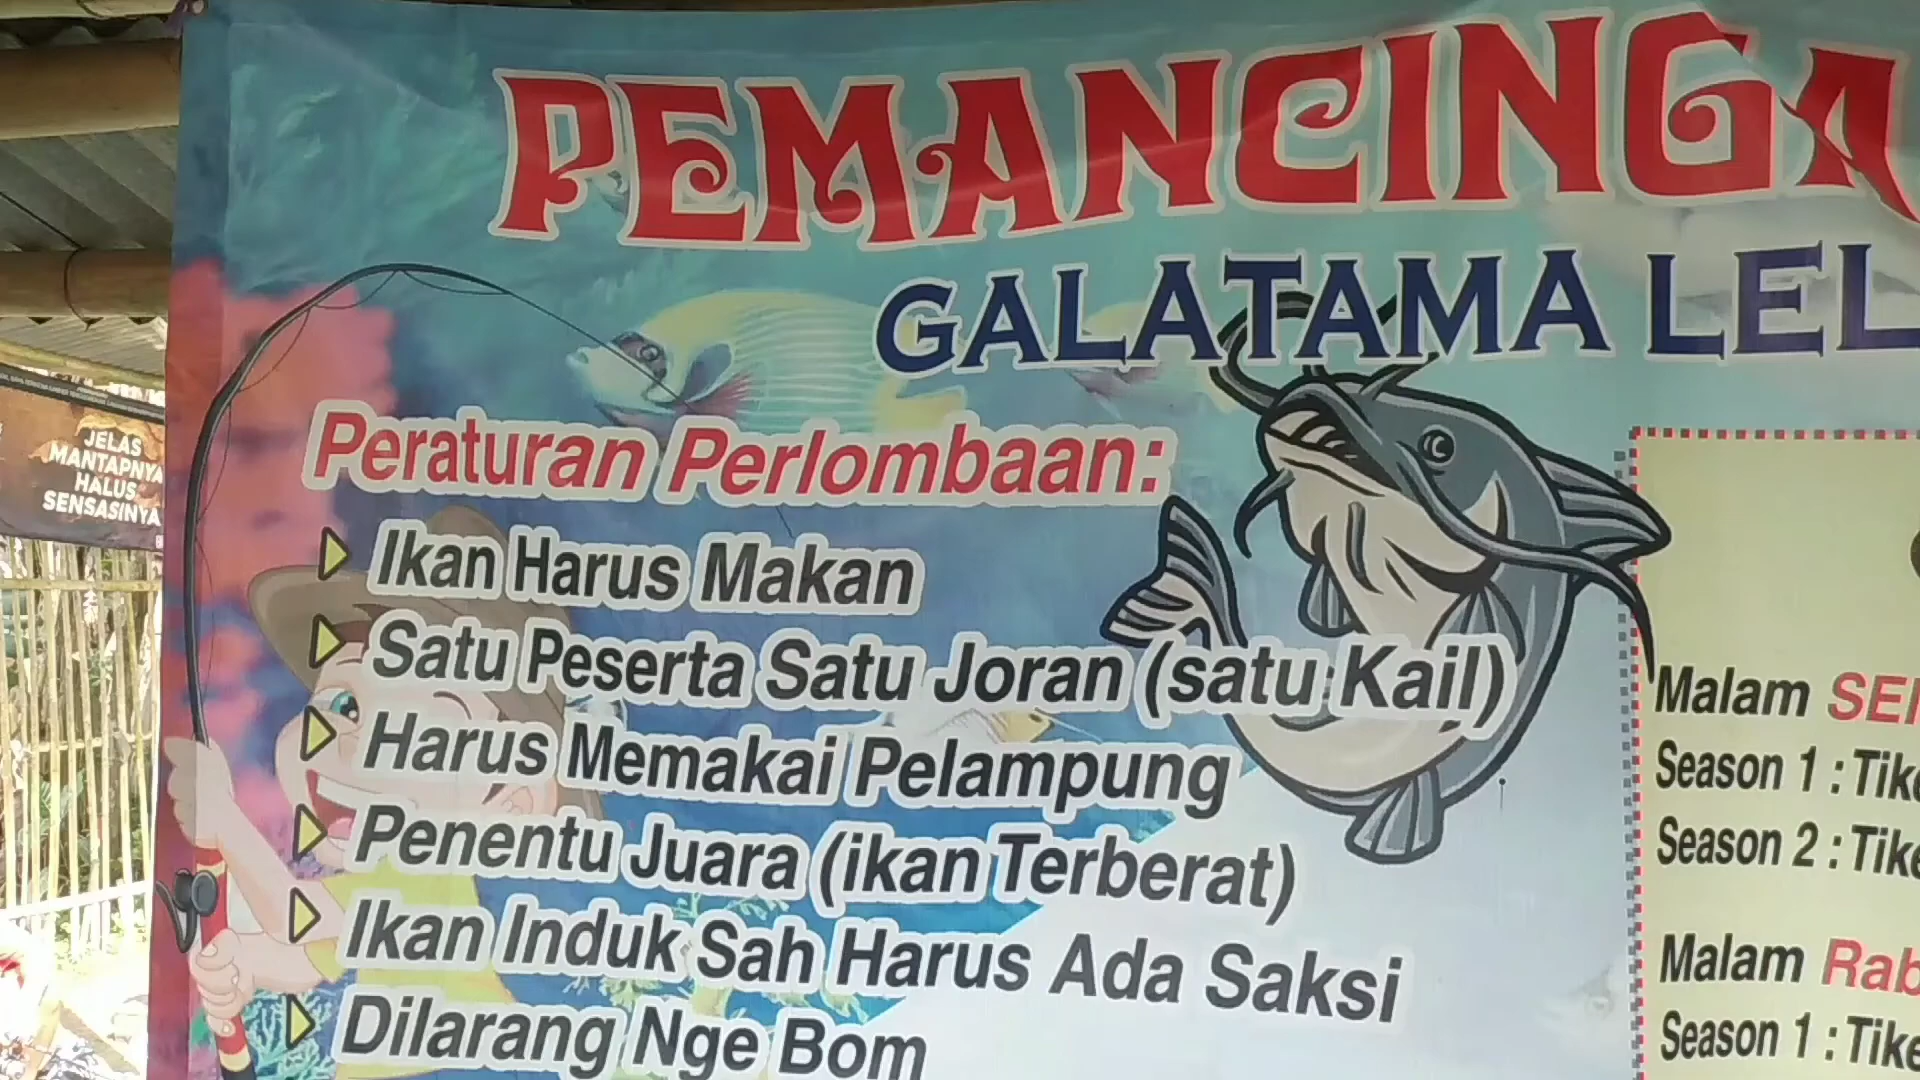 PEMANCINGA
GALATAMA LEL
Peraturan Perlombaan:
Ikan Harus Makan
Satu Peserta Satu Joran (satu Kail)
Harus Memakai Pelampung
Penentu Juara (ikan Terberat)
Ikan Induk Sah Harus Ada Saksi
Dilarang Nge Bom
Malam SE
Season 1 : Tike
Season 2 : Tike
Malam Rab
Season 1 : Tike
JELAS
MANTAPNYA
HALUS
SENSASINYA